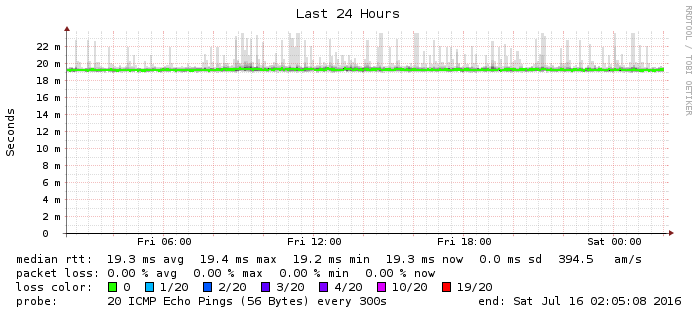 Last 24 Hours
RRDTOOL / TOBI OETIKER
Seconds
22 m
20 m
18 m
16 m
14 m
12 m
10 m
8 m
6 m
4 m
2 m
0
Fri 06:00 Fri 12:00 Fri 18:00 Sat 00:00
median rtt: 19.3 ms avg 19.4 ms max 19.2 ms min 19.3 ms now 0.0 ms sd 394.5 am/s
packet loss: 0.00 % avg 0.00 % max 0.00 % min 0.00 % now
loss color: 0 1/20 2/20 3/20 4/20 10/20 19/20
probe: 20 ICMP Echo Pings (56 Bytes) every 300s end: Sat Jul 16 02:05:08 2016